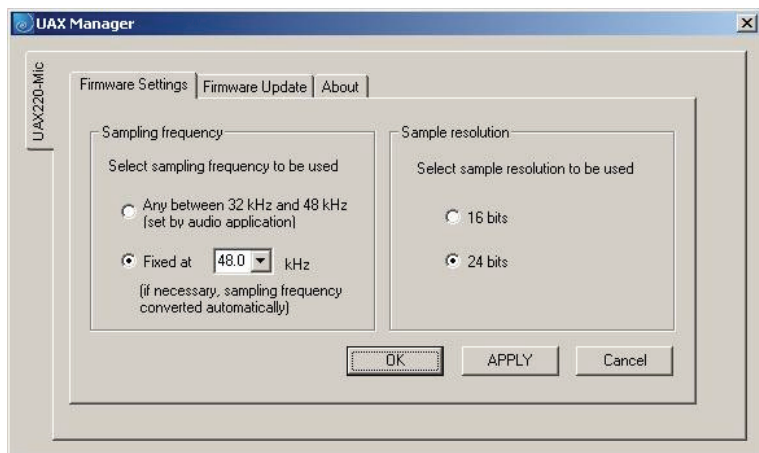 UAX Manager
UAX220-Mic
Firmware Settings
Firmware Update
About
Sampling frequency
Select sampling frequency to be used
Any between 32 kHz and 48 kHz
(set by audio application)
Fixed at 48.0 kHz
(if necessary, sampling frequency
converted automatically)
Sample resolution
Select sample resolution to be used
16 bits
24 bits
OK
APPLY
Cancel